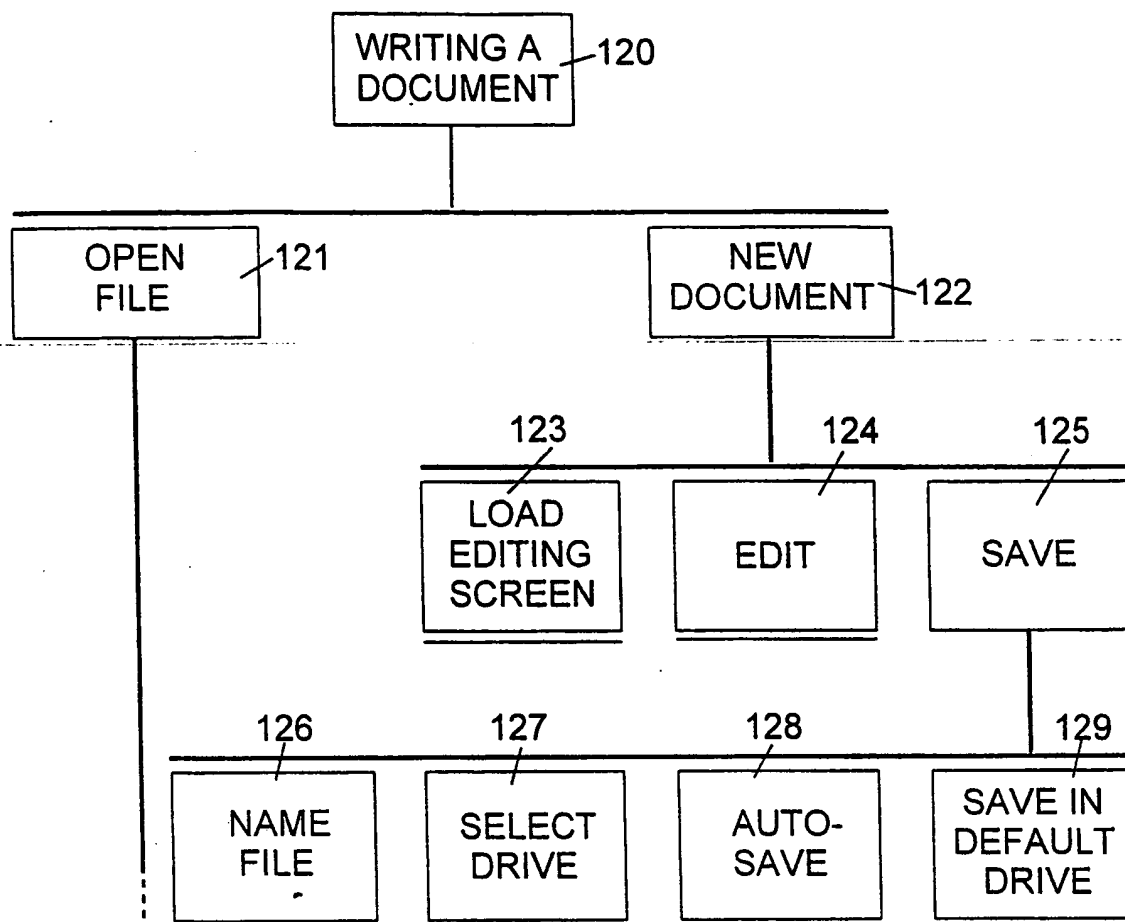 WRITING A
DOCUMENT
120
OPEN
FILE
121
NEW
DOCUMENT
122
123
124
125
LOAD
EDITING
SCREEN
EDIT
SAVE
126
127
128
129
NAME
FILE
SELECT
DRIVE
AUTO-
SAVE
SAVE IN
DEFAULT
DRIVE